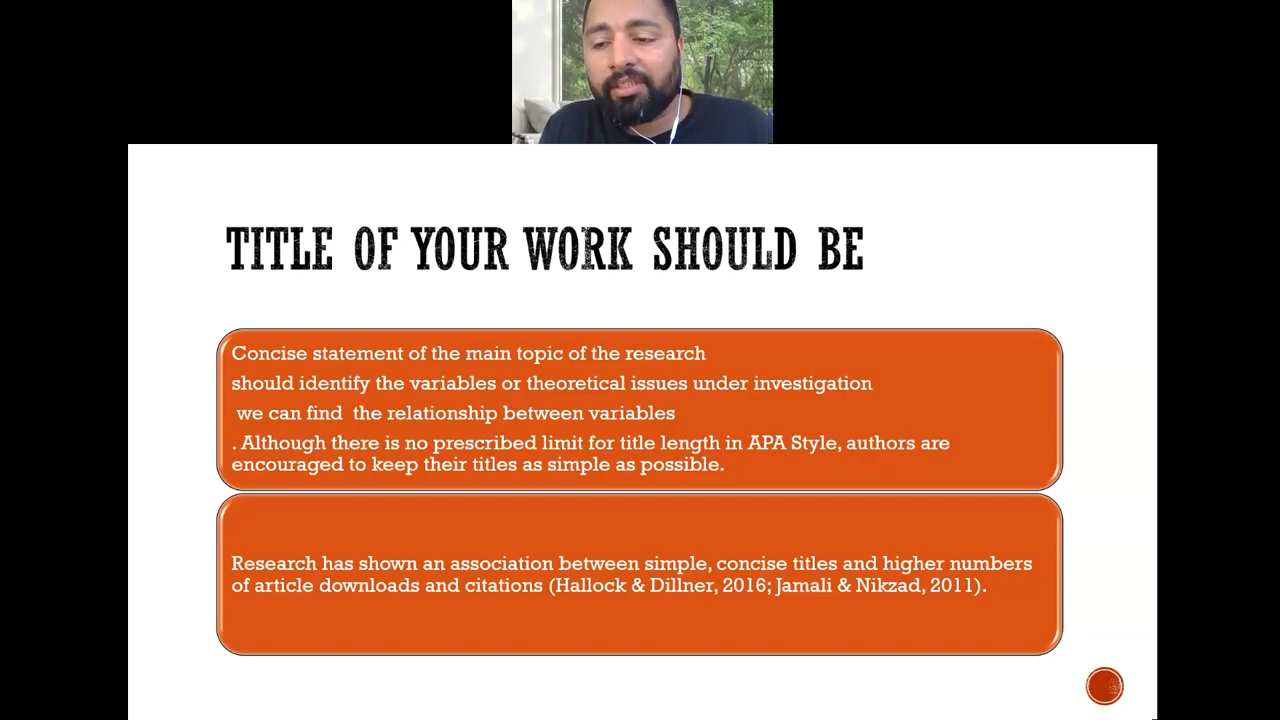 TITLE OF YOUR WORK SHOULD BE
Concise statement of the main topic of the research
should identify the variables or theoretical issues under investigation
we can find the relationship between variables
. Although there is no prescribed limit for title length in APA Style, authors are
encouraged to keep their titles as simple as possible.
Research has shown an association between simple, concise titles and higher numbers
of article downloads and citations (Hallock & Dillner, 2016; Jamali & Nikzad, 2011).